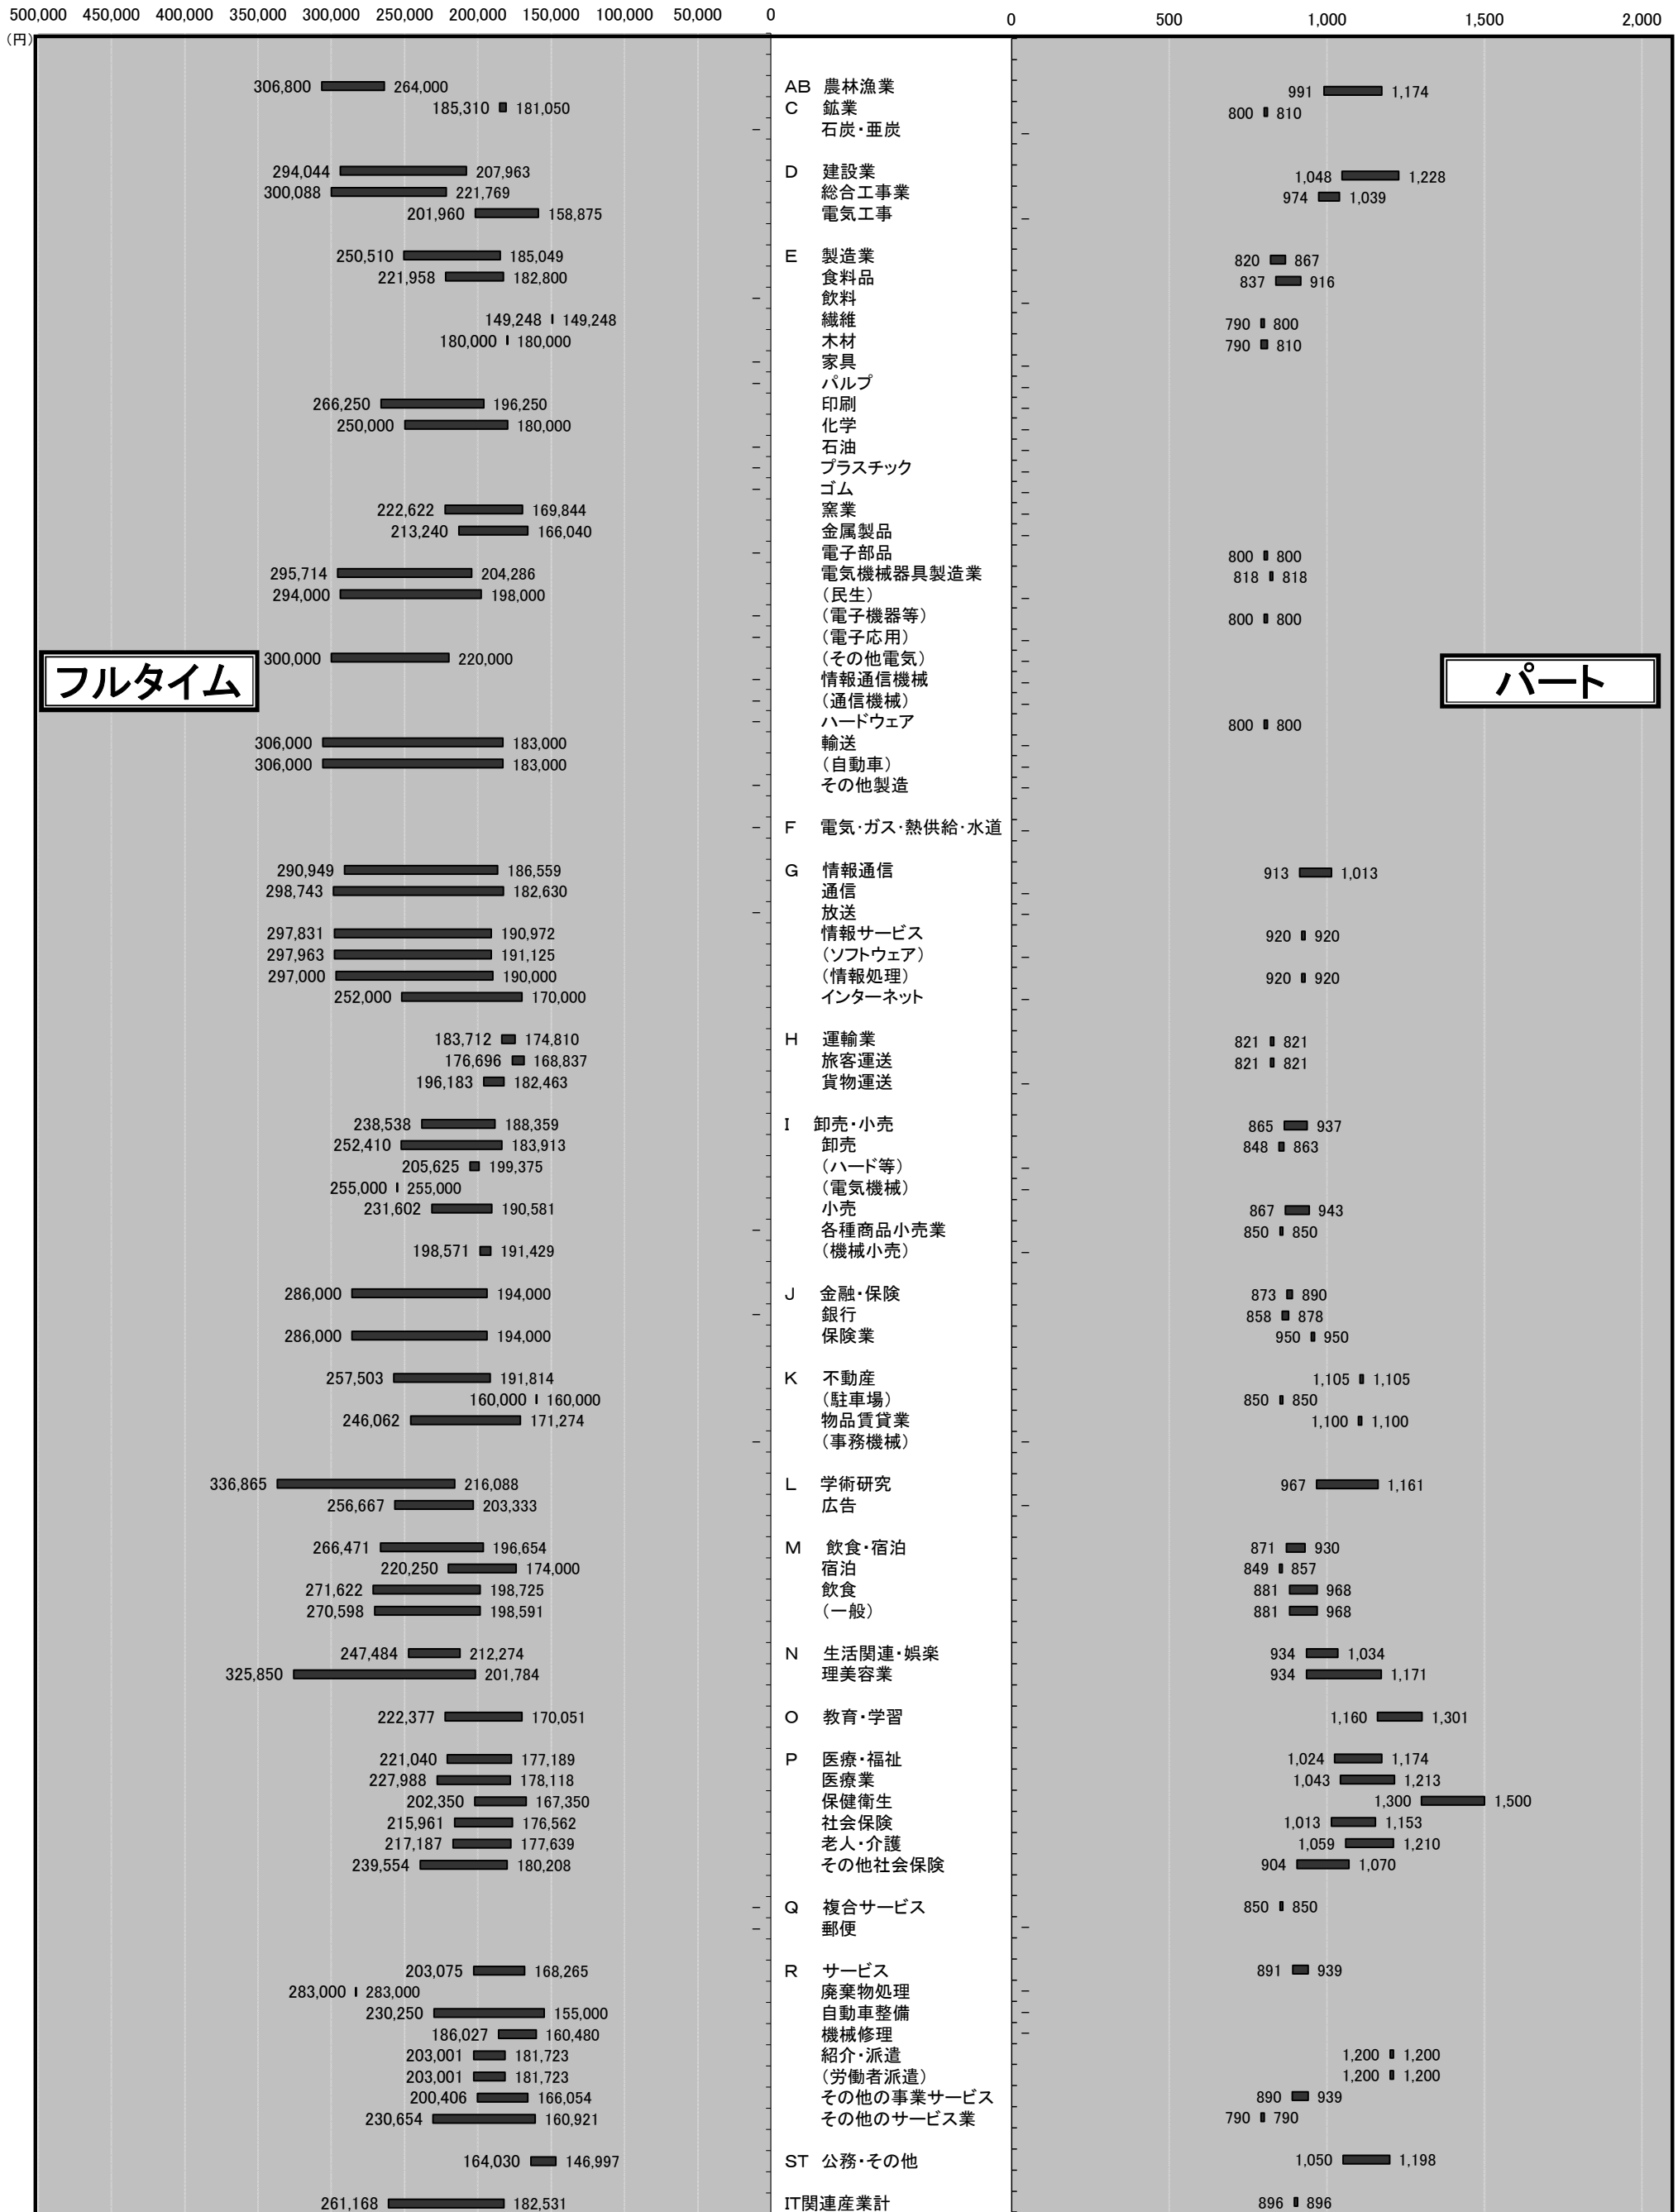 500,000 450,000 400,000 350,000 300,000 250,000 200,000 150,000 100,000 50,000 0 0 500 1,000 1,500 2,000
(円)
306,800 264,000 AB 農林漁業 991 1,174
185,310 181,050 C 鉱業 800 810
– 石炭・亜炭 –
294,044 207,963 D 建設業 1,048 1,228
300,088 221,769 総合工事業 974 1,039
201,960 158,875 電気工事 –
250,510 185,049 E 製造業 820 867
221,958 182,800 食料品 837 916
– 飲料 –
149,248 149,248 繊維 790 800
180,000 180,000 木材 790 810
– 家具 –
– パルプ –
266,250 196,250 印刷 –
250,000 180,000 化学 –
– 石油 –
– プラスチック –
– ゴム –
222,622 169,844 窯業 –
213,240 166,040 金属製品 –
– 電子部品 800 800
295,714 204,286 電気機械器具製造業 818 818
294,000 198,000 (民生) –
– (電子機器等) 800 800
– (電子応用) –
300,000 220,000 (その他電気) –
フルタイム パート
– 情報通信機械 –
– (通信機械) –
– ハードウェア 800 800
306,000 183,000 輸送 –
306,000 183,000 (自動車) –
– その他製造 –
– F 電気・ガス・熱供給・水道 –
290,949 186,559 G 情報通信 913 1,013
298,743 182,630 通信 –
– 放送 –
297,831 190,972 情報サービス 920 920
297,963 191,125 (ソフトウェア) –
297,000 190,000 (情報処理) 920 920
252,000 170,000 インターネット –
183,712 174,810 H 運輸業 821 821
176,696 168,837 旅客運送 821 821
196,183 182,463 貨物運送 –
238,538 188,359 I 卸売・小売 865 937
252,410 183,913 卸売 848 863
205,625 199,375 (ハード等) –
255,000 255,000 (電気機械) –
231,602 190,581 小売 867 943
– 各種商品小売業 850 850
198,571 191,429 (機械小売) –
286,000 194,000 J 金融・保険 873 890
– 銀行 858 878
286,000 194,000 保険業 950 950
257,503 191,814 K 不動産 1,105 1,105
160,000 160,000 (駐車場) 850 850
246,062 171,274 物品賃貸業 1,100 1,100
– (事務機械) –
336,865 216,088 L 学術研究 967 1,161
256,667 203,333 広告 –
266,471 196,654 M 飲食・宿泊 871 930
220,250 174,000 宿泊 849 857
271,622 198,725 飲食 881 968
270,598 198,591 (一般) 881 968
247,484 212,274 N 生活関連・娯楽 934 1,034
325,850 201,784 理美容業 934 1,171
222,377 170,051 O 教育・学習 1,160 1,301
221,040 177,189 P 医療・福祉 1,024 1,174
227,988 178,118 医療業 1,043 1,213
202,350 167,350 保健衛生 1,300 1,500
215,961 176,562 社会保険 1,013 1,153
217,187 177,639 老人・介護 1,059 1,210
239,554 180,208 その他社会保険 904 1,070
– Q 複合サービス 850 850
– 郵便 –
203,075 168,265 R サービス 891 939
283,000 283,000 廃棄物処理 –
230,250 155,000 自動車整備 –
186,027 160,480 機械修理 –
203,001 181,723 紹介・派遣 1,200 1,200
203,001 181,723 (労働者派遣) 1,200 1,200
200,406 166,054 その他の事業サービス 890 939
230,654 160,921 その他のサービス業 790 790
164,030 146,997 ST 公務・その他 1,050 1,198
261,168 182,531 IT関連産業計 896 896